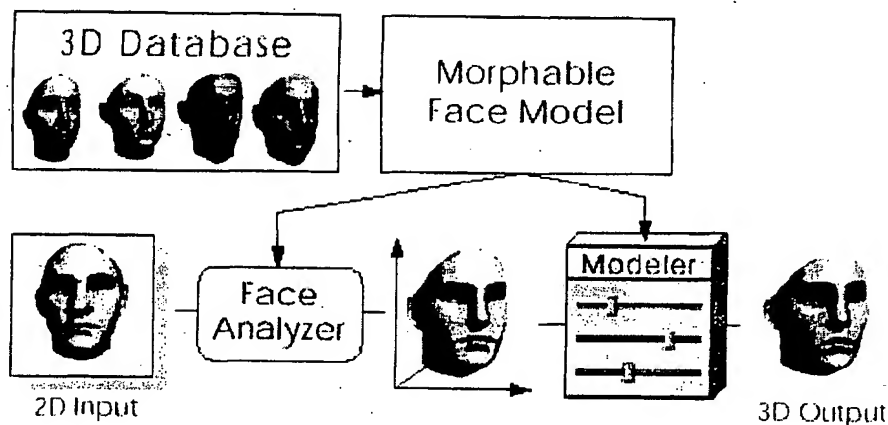 3D Database
Morphable
Face Model
Face
Analyzer
Modeler
2D Input
3D Output